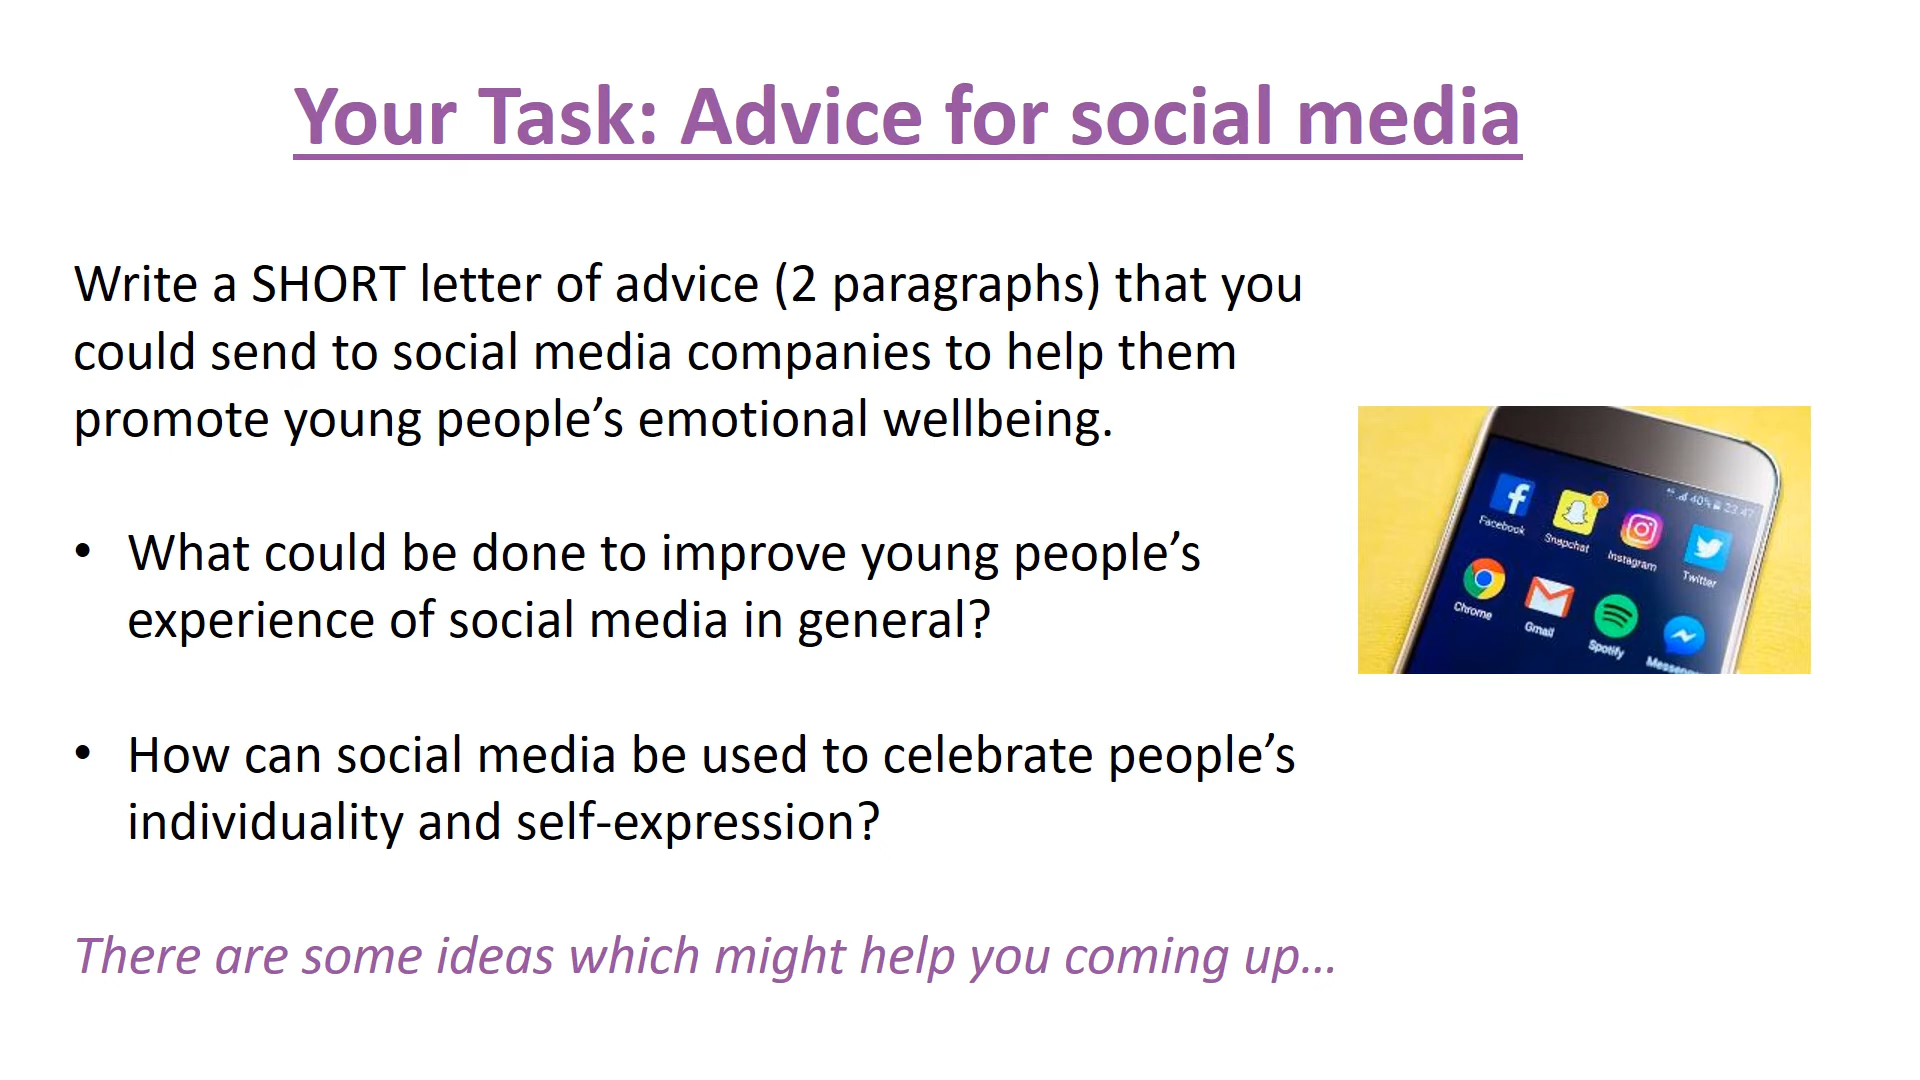 Your Task: Advice for social media
Write a SHORT letter of advice (2 paragraphs) that you
could send to social media companies to help them
promote young people’s emotional wellbeing.
• What could be done to improve young people’s
experience of social media in general?
• How can social media be used to celebrate people’s
individuality and self-expression?
There are some ideas which might help you coming up…
40% 23:47
Facebook
Snapchat
Instagram
Twitter
Chrome
Gmail
Spotify